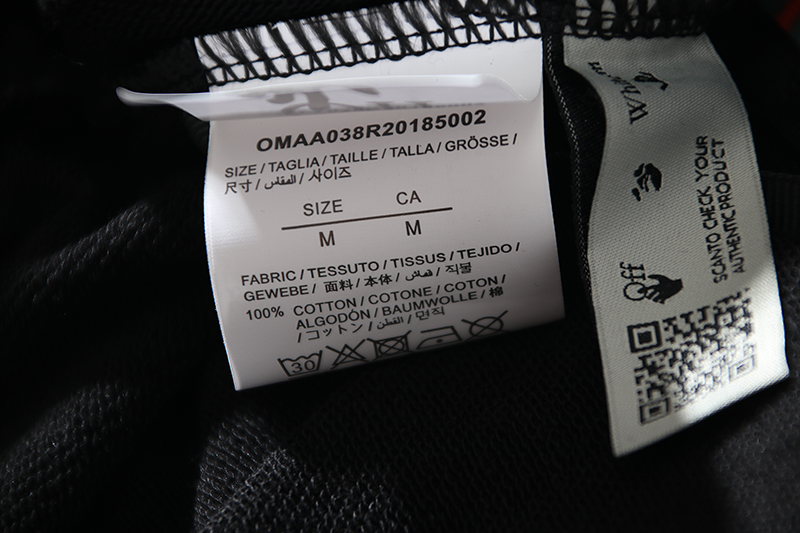 OMAA038R20185002
SIZE / TAGLIA / TAILLE / TALLA / GRÖSSE /
尺寸 / المقاس / 사이즈
SIZE CA
M M
FABRIC / TESSUTO / TISSUS / TEJIDO /
GEWEBE / 面料 / 本体 / قماش / 직물
100% COTTON / COTONE / COTON /
ALGODÓN / BAUMWOLLE / 棉
/ コットン / القطن / 면직
30
Off
SCAN TO CHECK YOUR
AUTHENTIC PRODUCT